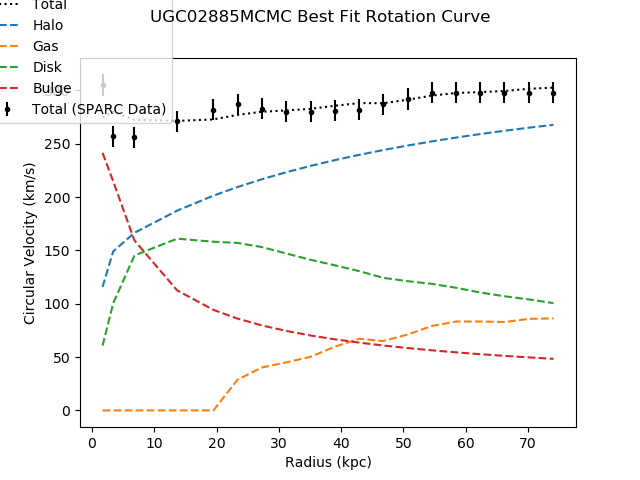 Total
UGC02885MCMC Best Fit Rotation Curve
Halo
Gas
Disk
Bulge
Total (SPARC Data)
250
200
150
100
50
0
Circular Velocity (km/s)
0 10 20 30 40 50 60 70
Radius (kpc)